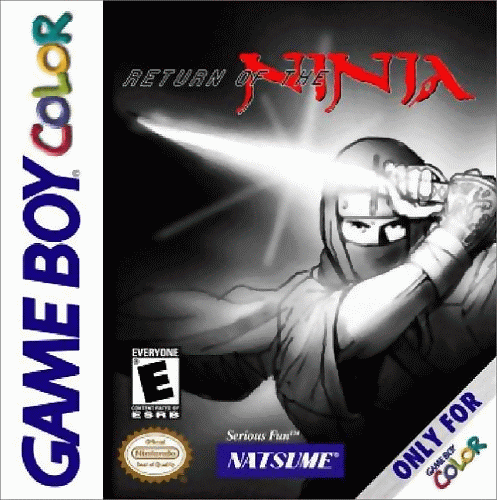 GAME BOY COLOR
RETURN OF THE
NINJA
EVERYONE
E
CONTENT RATED BY
ESRB
Official
Nintendo
Seal of Quality
Serious Fun™
NATSUME®
ONLY FOR
GAME BOY
COLOR